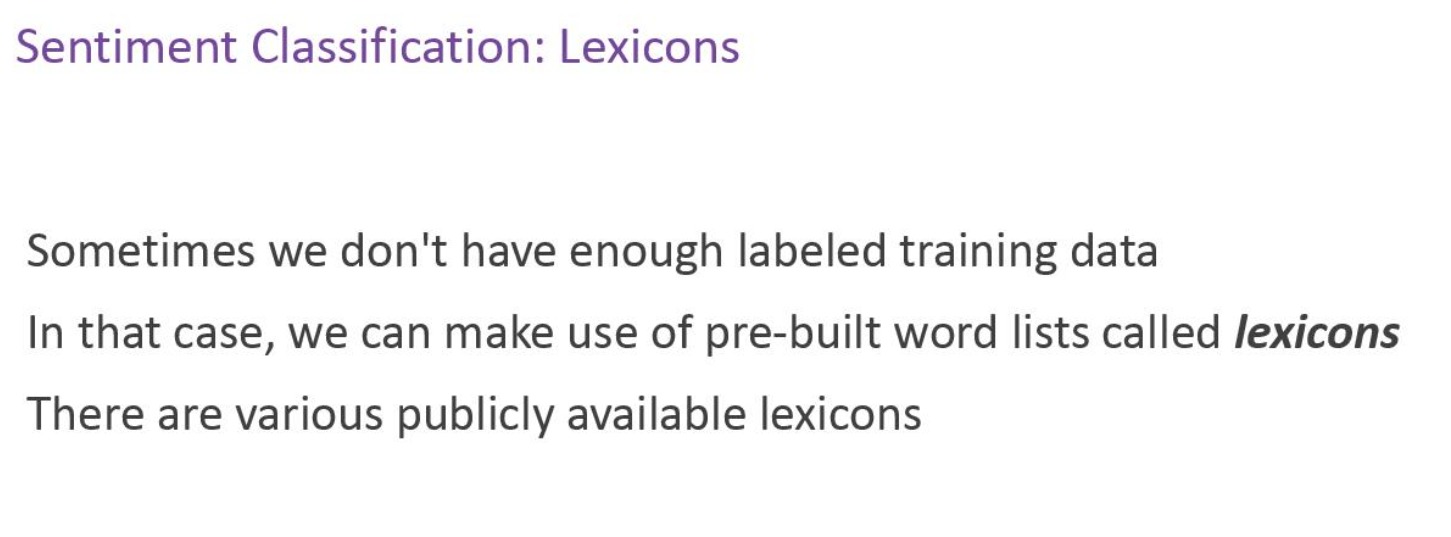 Sentiment Classification: Lexicons
Sometimes we don't have enough labeled training data
In that case, we can make use of pre-built word lists called lexicons
There are various publicly available lexicons